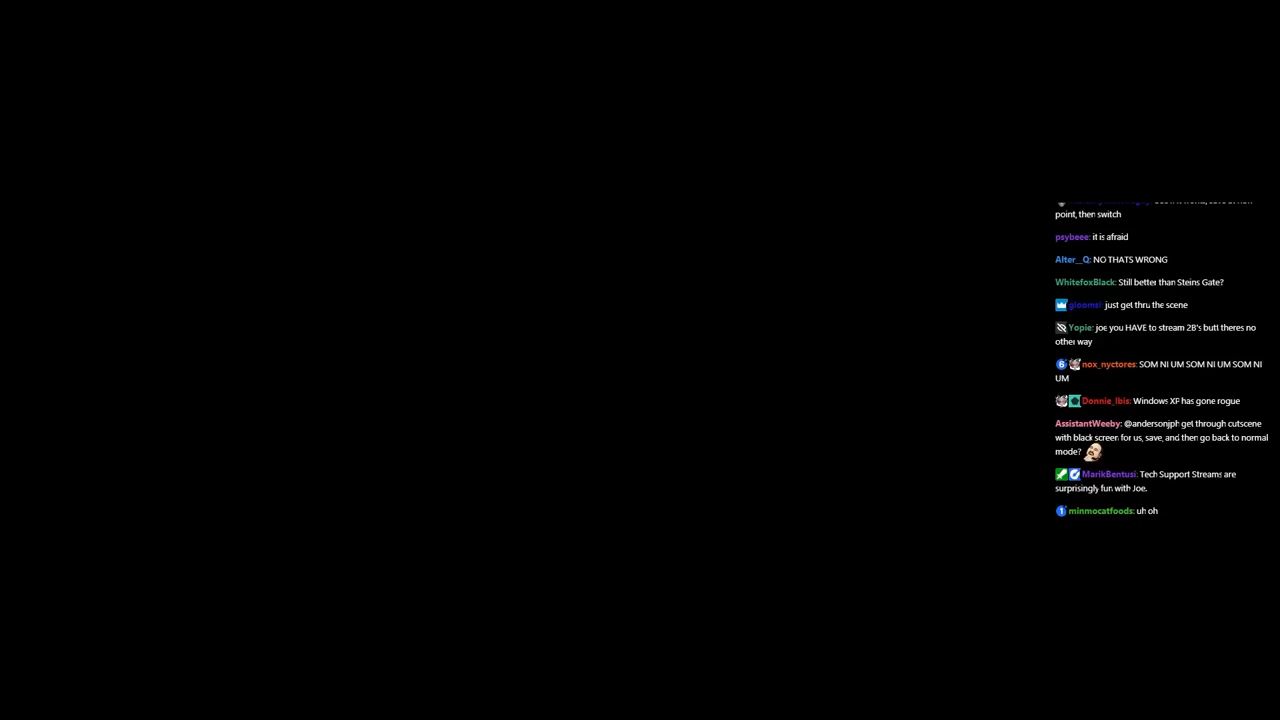 point, then switch
psybeee: it is afraid
Alter__Q: NO THATS WRONG
WhitefoxBlack: Still better than Steins Gate?
glooms!: just get thru the scene
Yopie: joe you HAVE to stream 2B's butt theres no
other way
nox_nyctores: SOM NI UM SOM NI UM SOM NI
UM
Donnie_Ibis: Windows XP has gone rogue
AssistantWeeby: @andersonjph get through cutscene
with black screen for us, save, and then go back to normal
mode?
MarikBentusi: Tech Support Streams are
surprisingly fun with Joe.
minmocatfoods: uh oh